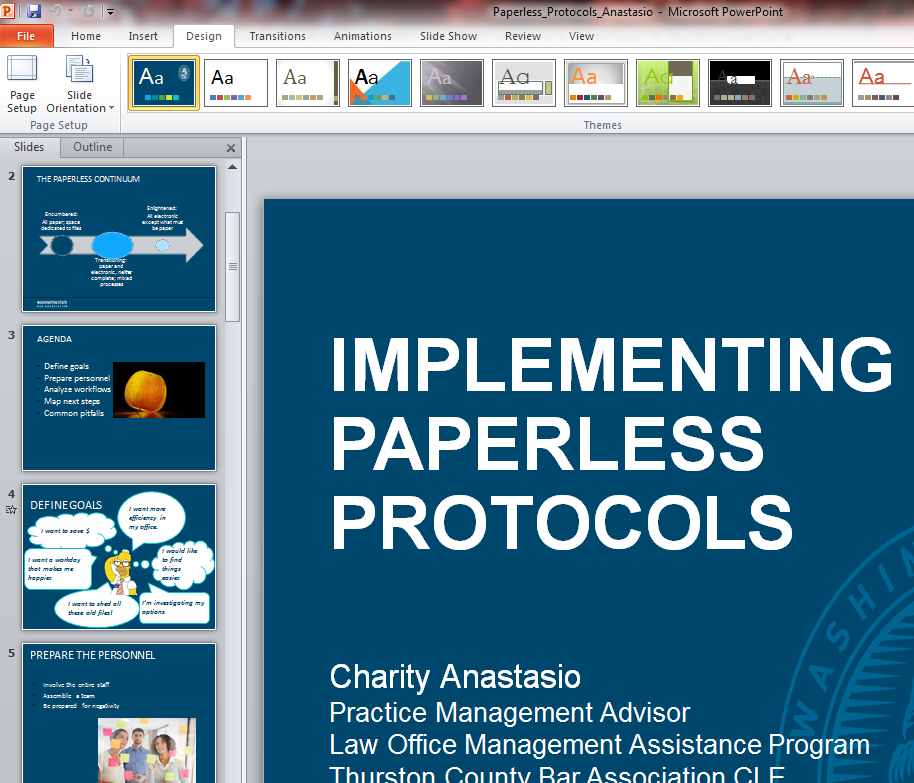 Paperless_Protocols_Anastasio - Microsoft PowerPoint
File Home Insert Design Transitions Animations Slide Show Review View
Page Setup
Slide Orientation
Aa Aa Aa Aa Aa Aa Aa Aa Aa Aa Aa
Page Setup
Themes
Slides Outline
2
THE PAPERLESS CONTINUUM
Encumbered:
All paper; space
dedicated to files
Enlightened:
All electronic
except what must
be paper
Transitioning:
paper and
electronic, neither
complete; mixed
processes
WASHINGTON STATE
BAR ASSOCIATION
3
AGENDA
Define goals
Prepare personnel
Analyze workflows
Map next steps
Common pitfalls
4
DEFINE GOALS
I want to save $
I want more
efficiency in
my office.
I want a workday
that makes me
happier.
I would like
to find
things
easier.
I want to shed all
these old files!
I'm investigating my
options.
5
PREPARE THE PERSONNEL
Involve the entire staff
Assemble a team
Be prepared for negativity
IMPLEMENTING
PAPERLESS
PROTOCOLS
Charity Anastasio
Practice Management Advisor
Law Office Management Assistance Program
Thurston County Bar Association CLE
WASHIN